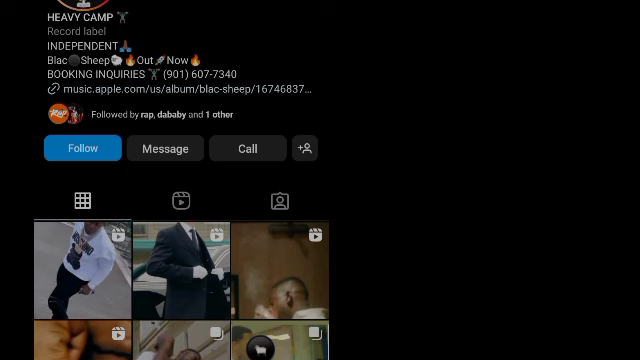 HEAVY CAMP
Record label
INDEPENDENT
Blac Sheep Out Now
BOOKING INQUIRIES (901) 607-7340
music.apple.com/us/album/blac-sheep/16746837...
Followed by rap, dababy and 1 other
Follow
Message
Call